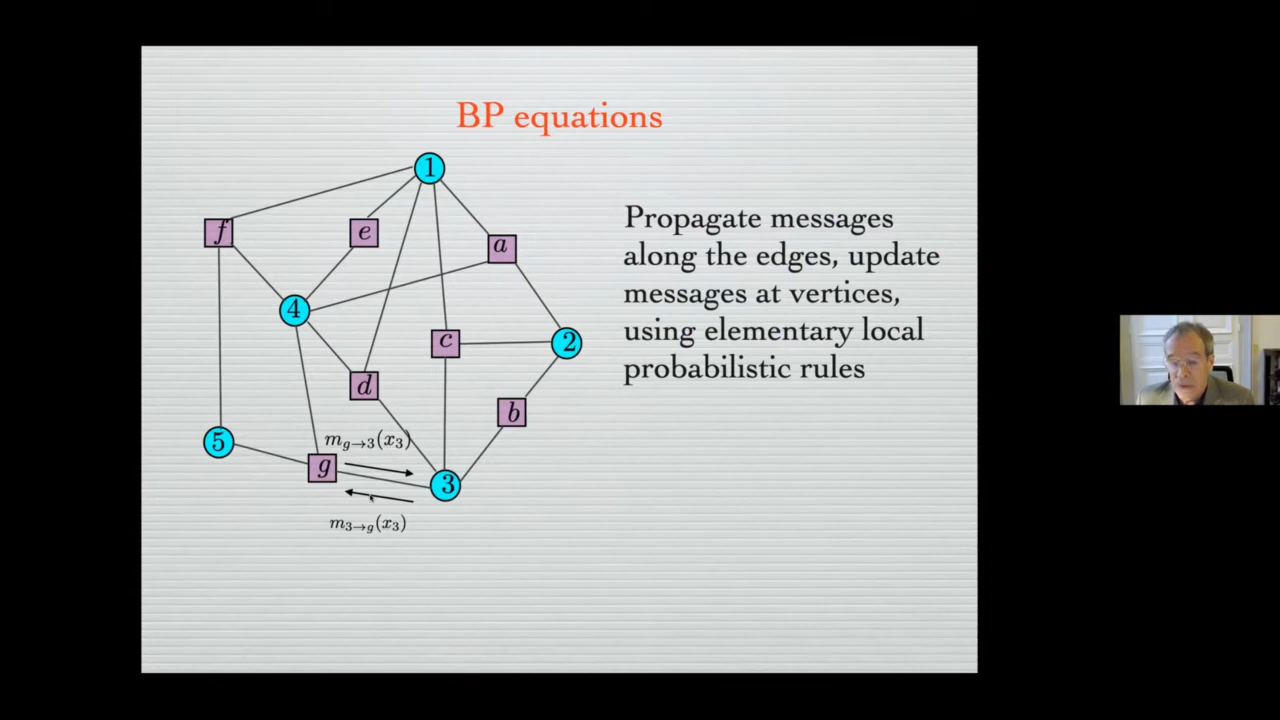 BP equations
1
f
e
a
4
c
2
d
b
5
g
3
m_{g→3}(x_3)
m_{3→g}(x_3)
Propagate messages
along the edges, update
messages at vertices,
using elementary local
probabilistic rules